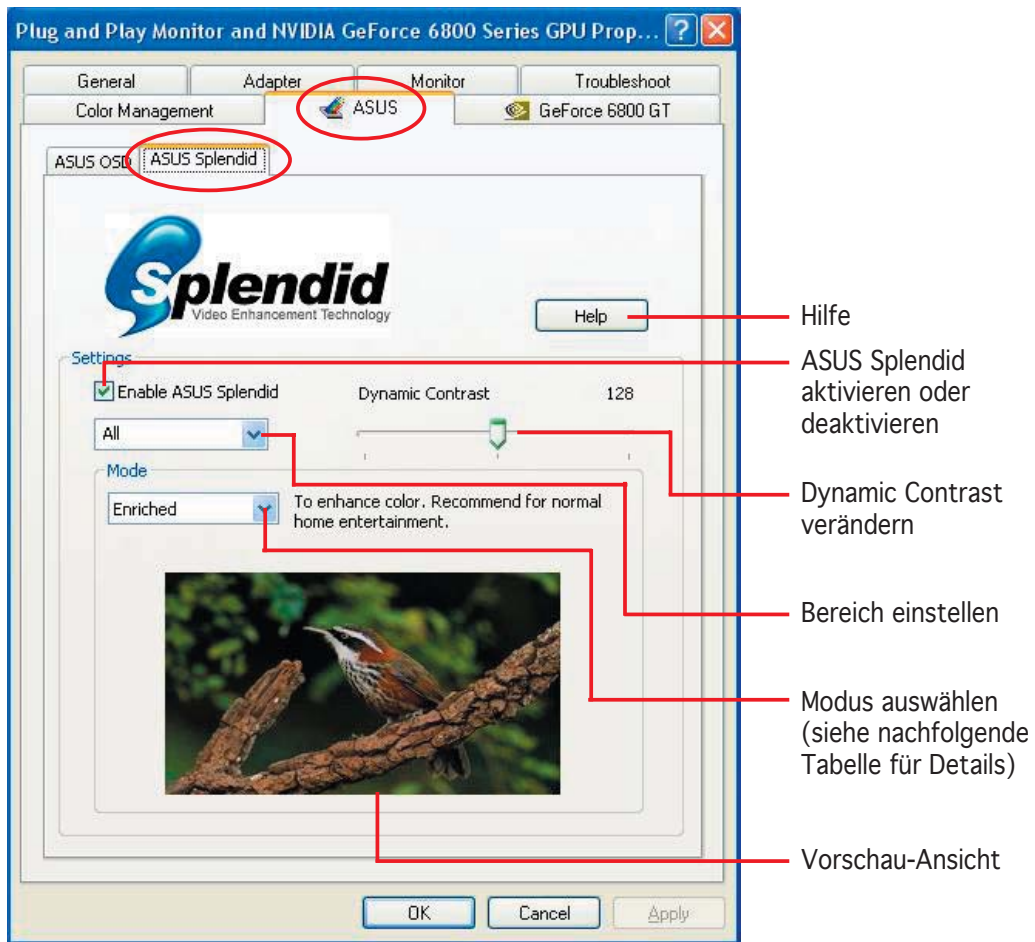 Plug and Play Monitor and NVIDIA GeForce 6800 Series GPU Prop...
General Adapter Monitor Troubleshoot
Color Management ASUS GeForce 6800 GT
ASUS OSD ASUS Splendid
Splendid
Video Enhancement Technology
Help
Hilfe
Settings
Enable ASUS Splendid
Dynamic Contrast 128
ASUS Splendid
aktivieren oder
deaktivieren
All
Mode
Enriched
To enhance color. Recommend for normal
home entertainment.
Dynamic Contrast
verändern
Bereich einstellen
Modus auswählen
(siehe nachfolgende
Tabelle für Details)
Vorschau-Ansicht
OK Cancel Apply